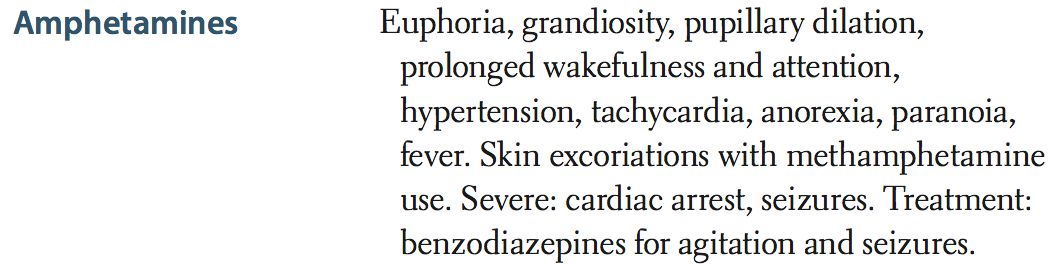 Amphetamines
Euphoria, grandiosity, pupillary dilation,
prolonged wakefulness and attention,
hypertension, tachycardia, anorexia, paranoia,
fever. Skin excoriations with methamphetamine
use. Severe: cardiac arrest, seizures. Treatment:
benzodiazepines for agitation and seizures.